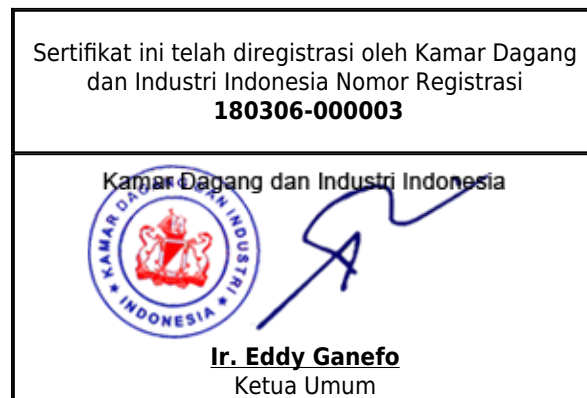 Sertifikat ini telah diregistrasi oleh Kamar Dagang
dan Industri Indonesia Nomor Registrasi
180306-000003
Kamar Dagang dan Industri Indonesia
KAMAR DAGANG DAN INDUSTRI
INDONESIA
Ir. Eddy Ganefo
Ketua Umum